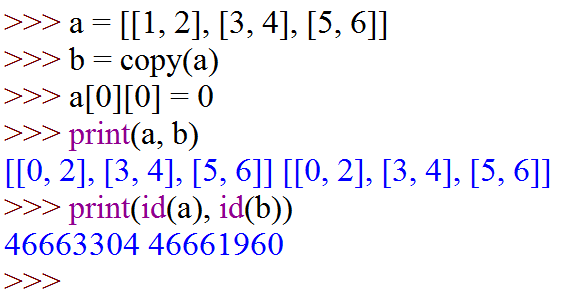 >>> a = [[1, 2], [3, 4], [5, 6]]
>>> b = copy(a)
>>> a[0][0] = 0
>>> print(a, b)
[[0, 2], [3, 4], [5, 6]] [[0, 2], [3, 4], [5, 6]]
>>> print(id(a), id(b))
46663304 46661960
>>>